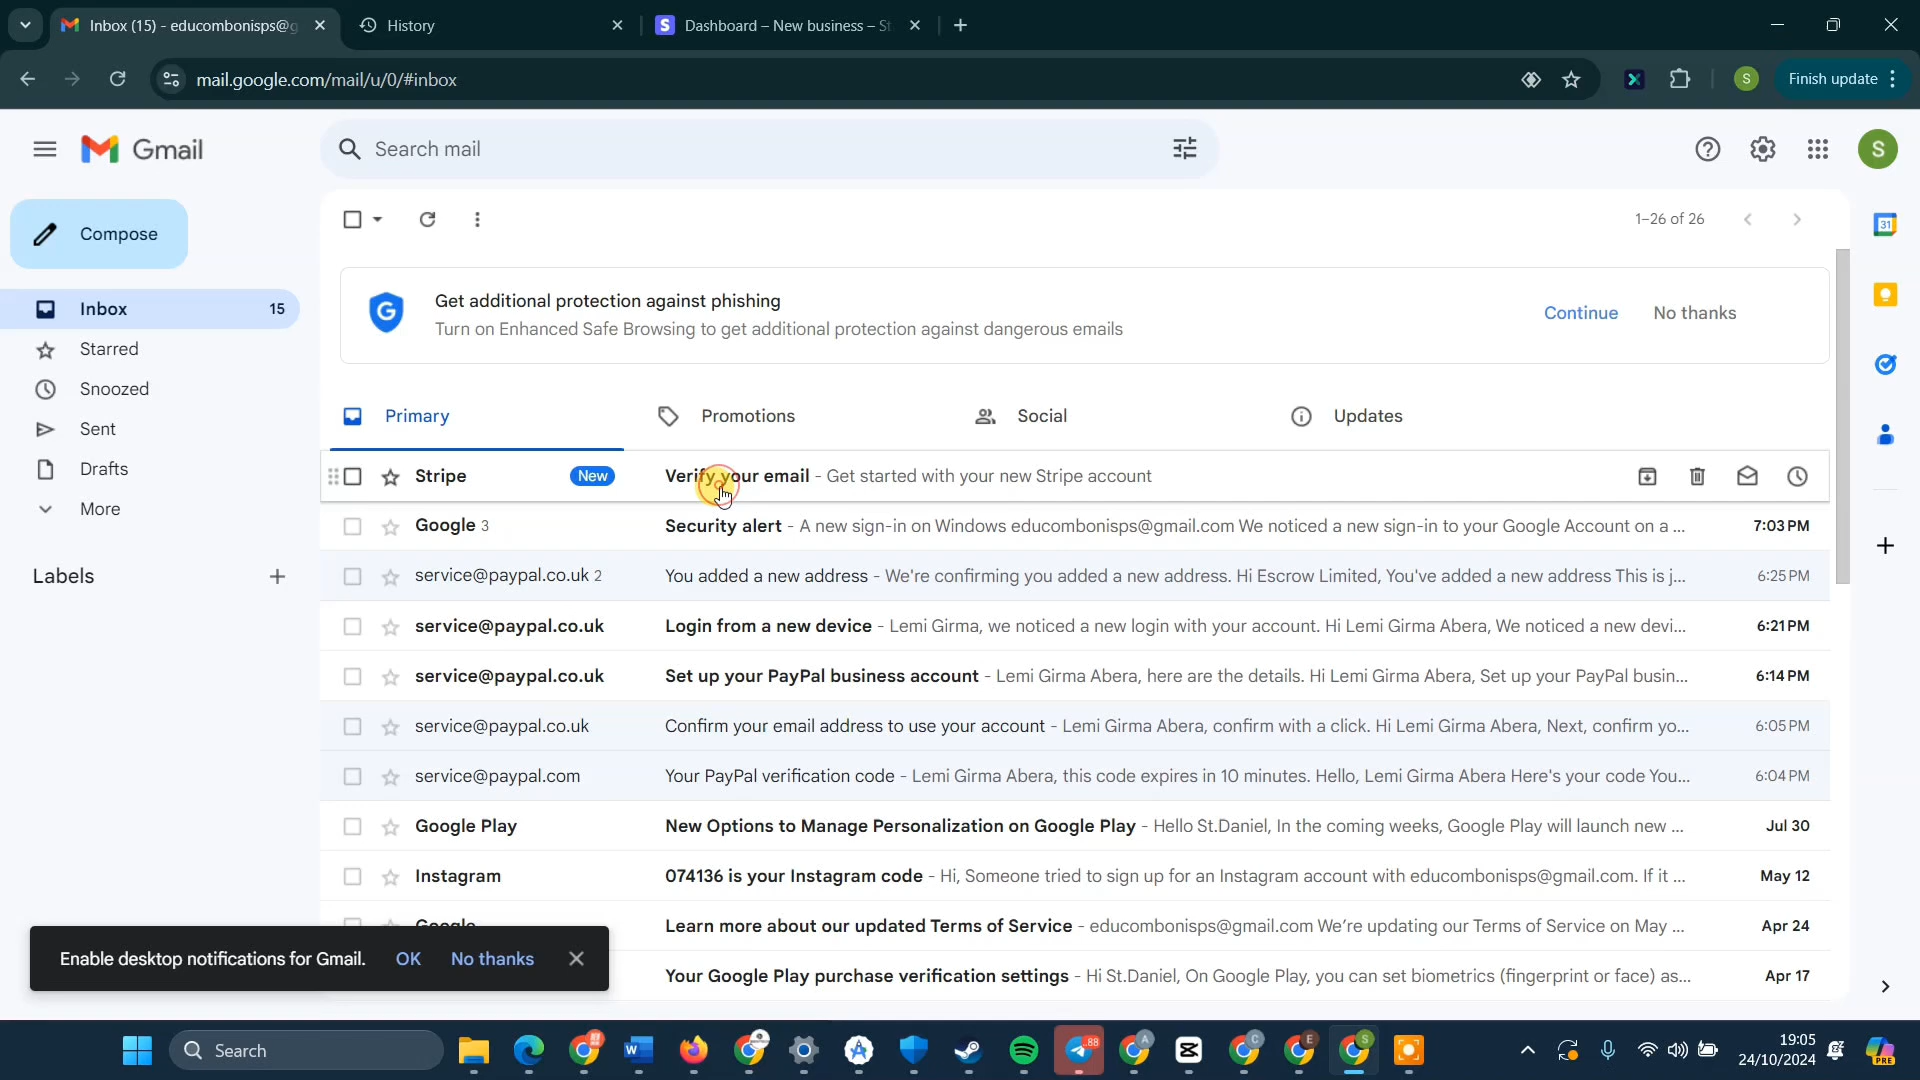 Inbox (15) - educombonisps@g
History
Dashboard – New business – St
mail.google.com/mail/u/0/#inbox
S
Finish update
Gmail
Search mail
S
Compose
1–26 of 26
31
Get additional protection against phishing
Turn on Enhanced Safe Browsing to get additional protection against dangerous emails
Continue
No thanks
Inbox 15
Starred
Snoozed
Sent
Drafts
More
Labels
Primary
Promotions
Social
Updates
Stripe New Verify your email - Get started with your new Stripe account
Google 3 Security alert - A new sign-in on Windows educombonisps@gmail.com We noticed a new sign-in to your Google Account on a ... 7:03 PM
service@paypal.co.uk 2 You added a new address - We're confirming you added a new address. Hi Escrow Limited, You've added a new address This is j... 6:25 PM
service@paypal.co.uk Login from a new device - Lemi Girma, we noticed a new login with your account. Hi Lemi Girma Abera, We noticed a new devi... 6:21 PM
service@paypal.co.uk Set up your PayPal business account - Lemi Girma Abera, here are the details. Hi Lemi Girma Abera, Set up your PayPal busin... 6:14 PM
service@paypal.co.uk Confirm your email address to use your account - Lemi Girma Abera, confirm with a click. Hi Lemi Girma Abera, Next, confirm yo... 6:05 PM
service@paypal.com Your PayPal verification code - Lemi Girma Abera, this code expires in 10 minutes. Hello, Lemi Girma Abera Here's your code You... 6:04 PM
Google Play New Options to Manage Personalization on Google Play - Hello St.Daniel, In the coming weeks, Google Play will launch new ... Jul 30
Instagram 074136 is your Instagram code - Hi, Someone tried to sign up for an Instagram account with educombonisps@gmail.com. If it ... May 12
Google Learn more about our updated Terms of Service - educombonisps@gmail.com We're updating our Terms of Service on May ... Apr 24
Your Google Play purchase verification settings - Hi St.Daniel, On Google Play, you can set biometrics (fingerprint or face) as... Apr 17
Enable desktop notifications for Gmail. OK No thanks
Search
88
A
C
E
S
19:05
24/10/2024
PRE